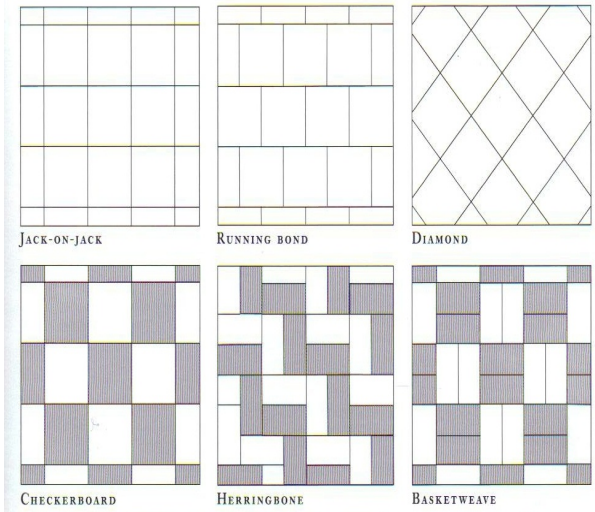 JACK-ON-JACK
RUNNING BOND
DIAMOND
CHECKERBOARD
HERRINGBONE
BASKETWEAVE